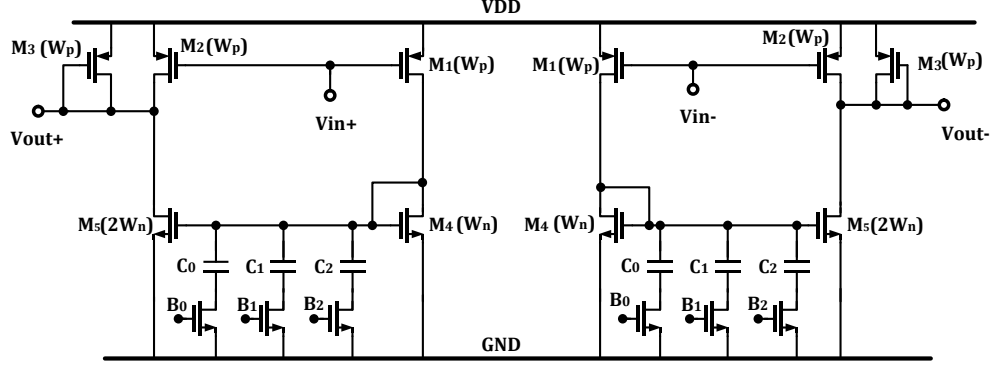 VDD
M3 (Wp)
M2(Wp)
M1(Wp)
M1(Wp)
M2(Wp)
M3(Wp)
Vin+
Vin-
Vout+
Vout-
M5(2Wn)
M4 (Wn)
M4 (Wn)
M5(2Wn)
C0
C1
C2
C0
C1
C2
B0
B1
B2
B0
B1
B2
GND